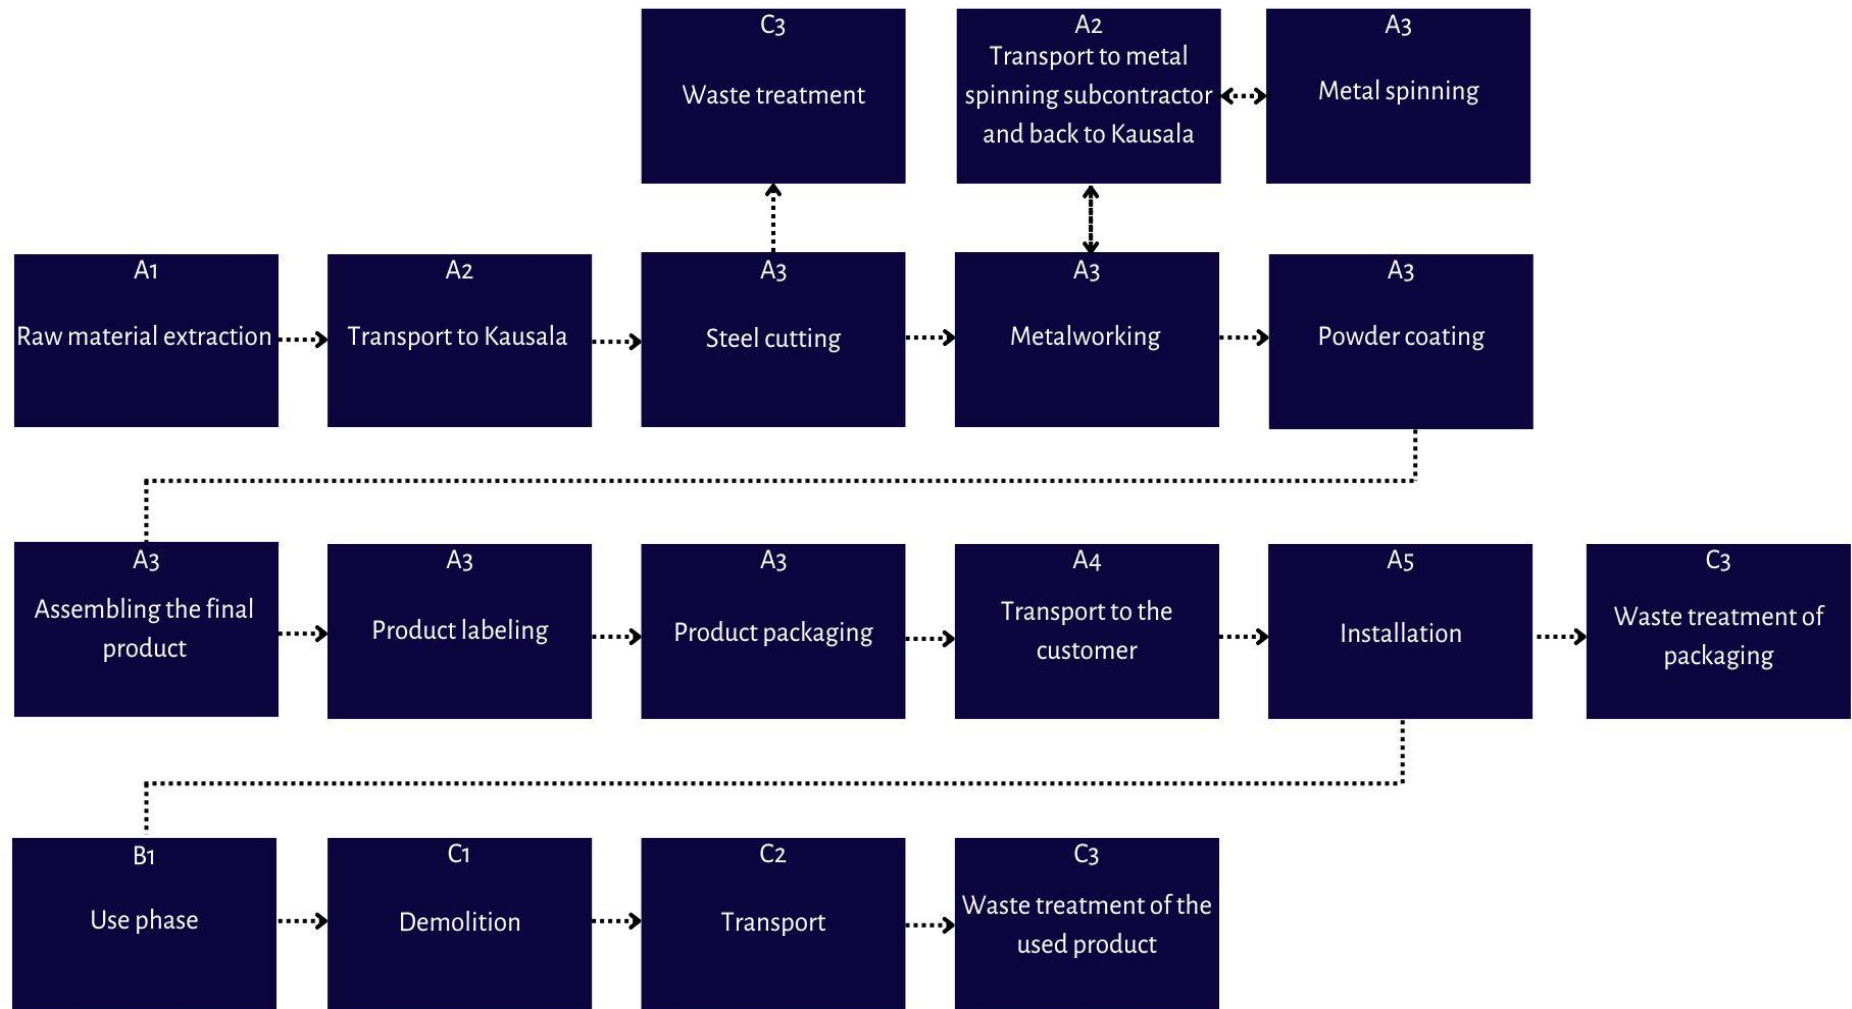 C3
Waste treatment
A2
Transport to metal
spinning subcontractor
and back to Kausala
A3
Metal spinning
A1
Raw material extraction
A2
Transport to Kausala
A3
Steel cutting
A3
Metalworking
A3
Powder coating
A3
Assembling the final
product
A3
Product labeling
A3
Product packaging
A4
Transport to the
customer
A5
Installation
C3
Waste treatment of
packaging
B1
Use phase
C1
Demolition
C2
Transport
C3
Waste treatment of the
used product